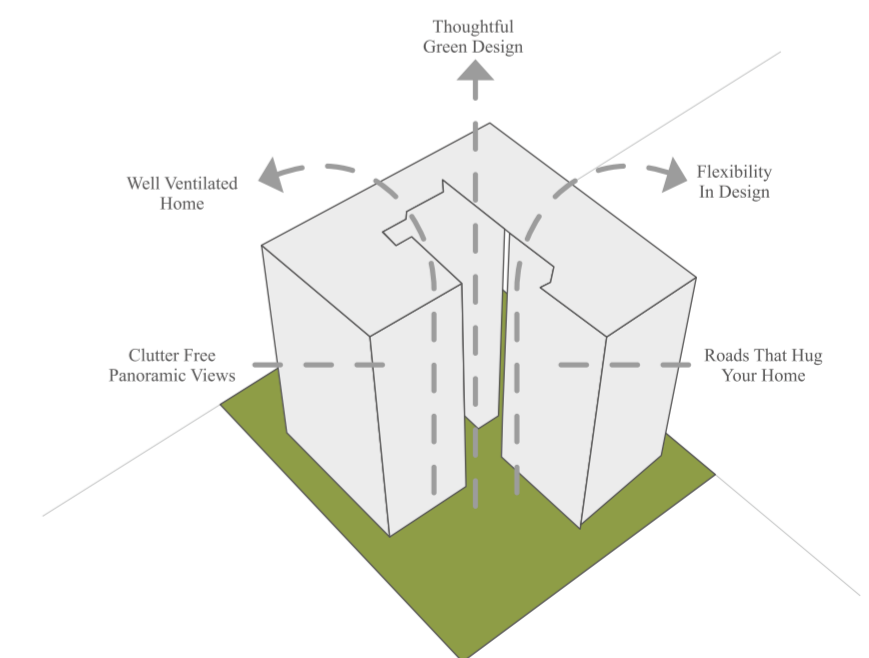 Thoughtful
Green Design
Well Ventilated
Home
Flexibility
In Design
Clutter Free
Panoramic Views
Roads That Hug
Your Home